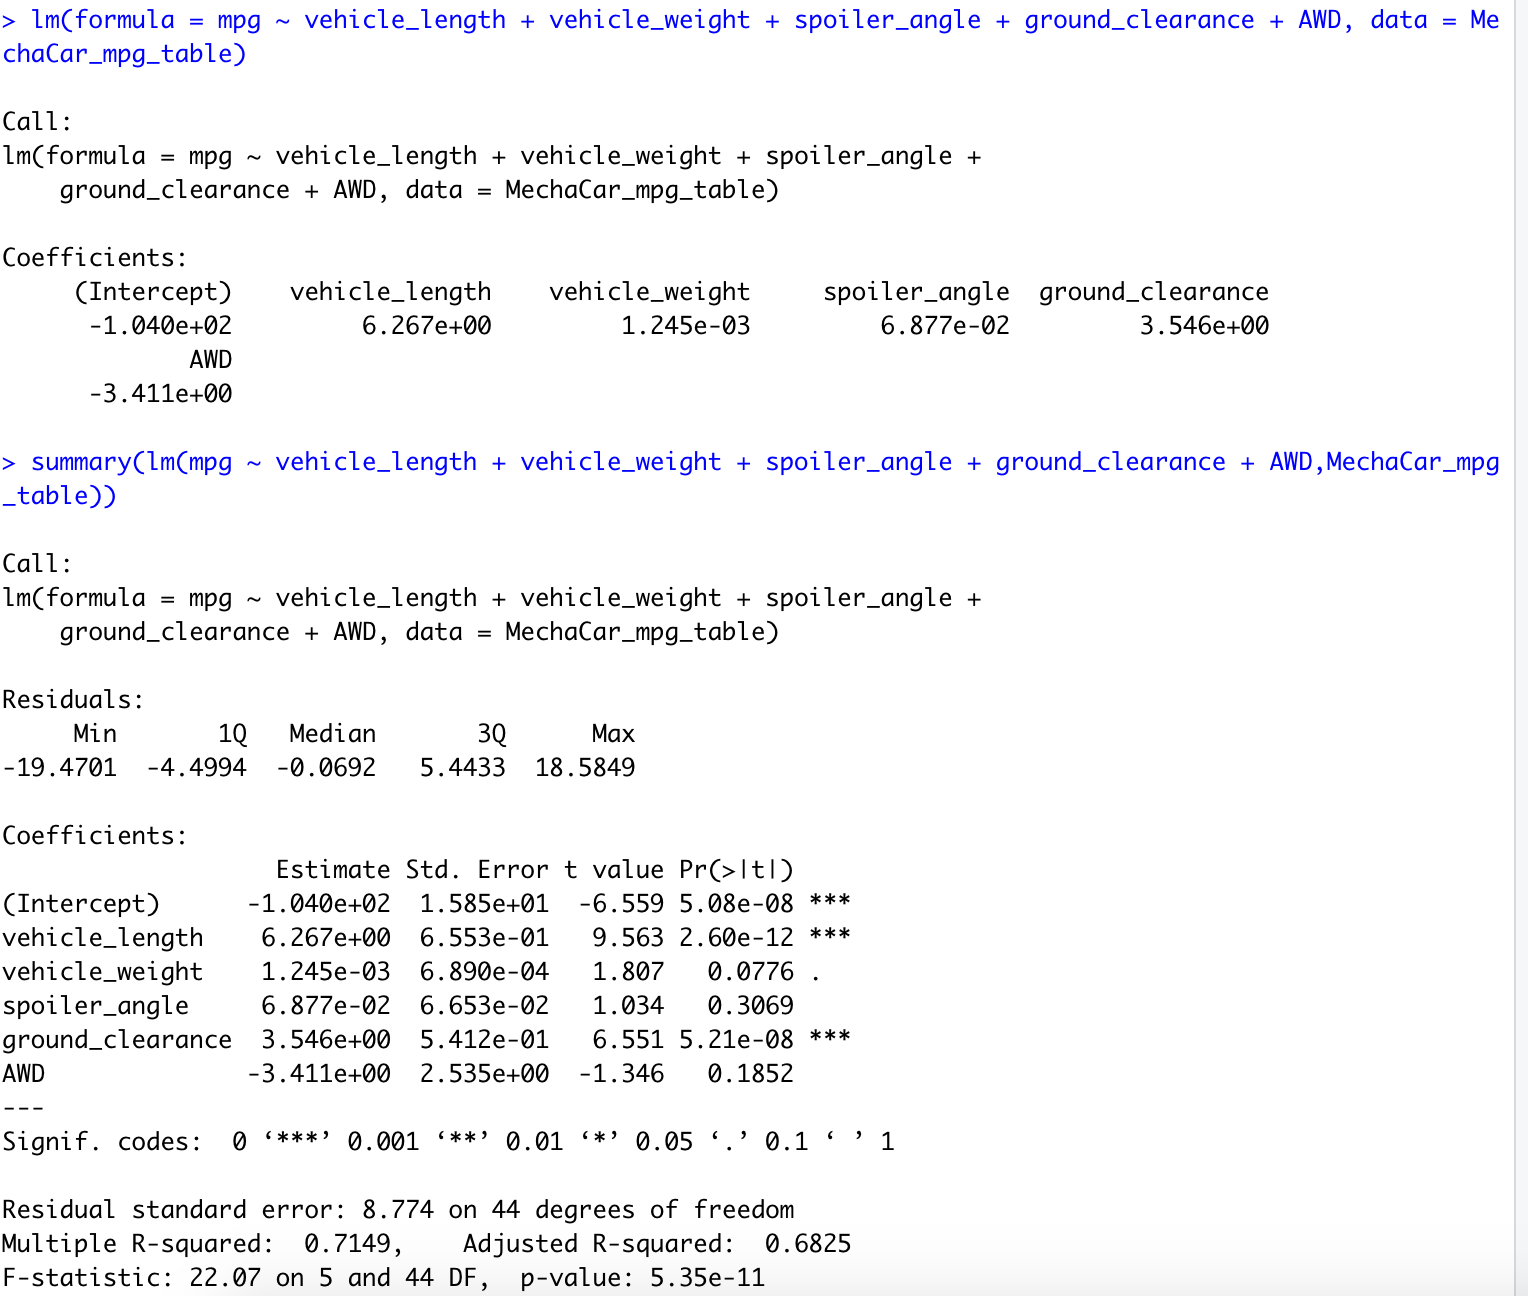 > lm(formula = mpg ~ vehicle_length + vehicle_weight + spoiler_angle + ground_clearance + AWD, data = Me
chaCar_mpg_table)
Call:
lm(formula = mpg ~ vehicle_length + vehicle_weight + spoiler_angle +
    ground_clearance + AWD, data = MechaCar_mpg_table)
Coefficients:
     (Intercept)    vehicle_length    vehicle_weight     spoiler_angle  ground_clearance
      -1.040e+02         6.267e+00         1.245e-03         6.877e-02         3.546e+00
             AWD
      -3.411e+00
> summary(lm(mpg ~ vehicle_length + vehicle_weight + spoiler_angle + ground_clearance + AWD,MechaCar_mpg
_table))
Call:
lm(formula = mpg ~ vehicle_length + vehicle_weight + spoiler_angle +
    ground_clearance + AWD, data = MechaCar_mpg_table)
Residuals:
     Min       1Q   Median       3Q      Max
-19.4701  -4.4994  -0.0692   5.4433  18.5849
Coefficients:
                   Estimate Std. Error t value Pr(>|t|)
(Intercept)      -1.040e+02  1.585e+01  -6.559 5.08e-08 ***
vehicle_length    6.267e+00  6.553e-01   9.563 2.60e-12 ***
vehicle_weight    1.245e-03  6.890e-04   1.807   0.0776 .
spoiler_angle     6.877e-02  6.653e-02   1.034   0.3069
ground_clearance  3.546e+00  5.412e-01   6.551 5.21e-08 ***
AWD              -3.411e+00  2.535e+00  -1.346   0.1852
---
Signif. codes:  0 ‘***’ 0.001 ‘**’ 0.01 ‘*’ 0.05 ‘.’ 0.1 ‘ ’ 1
Residual standard error: 8.774 on 44 degrees of freedom
Multiple R-squared:  0.7149,    Adjusted R-squared:  0.6825
F-statistic: 22.07 on 5 and 44 DF,  p-value: 5.35e-11